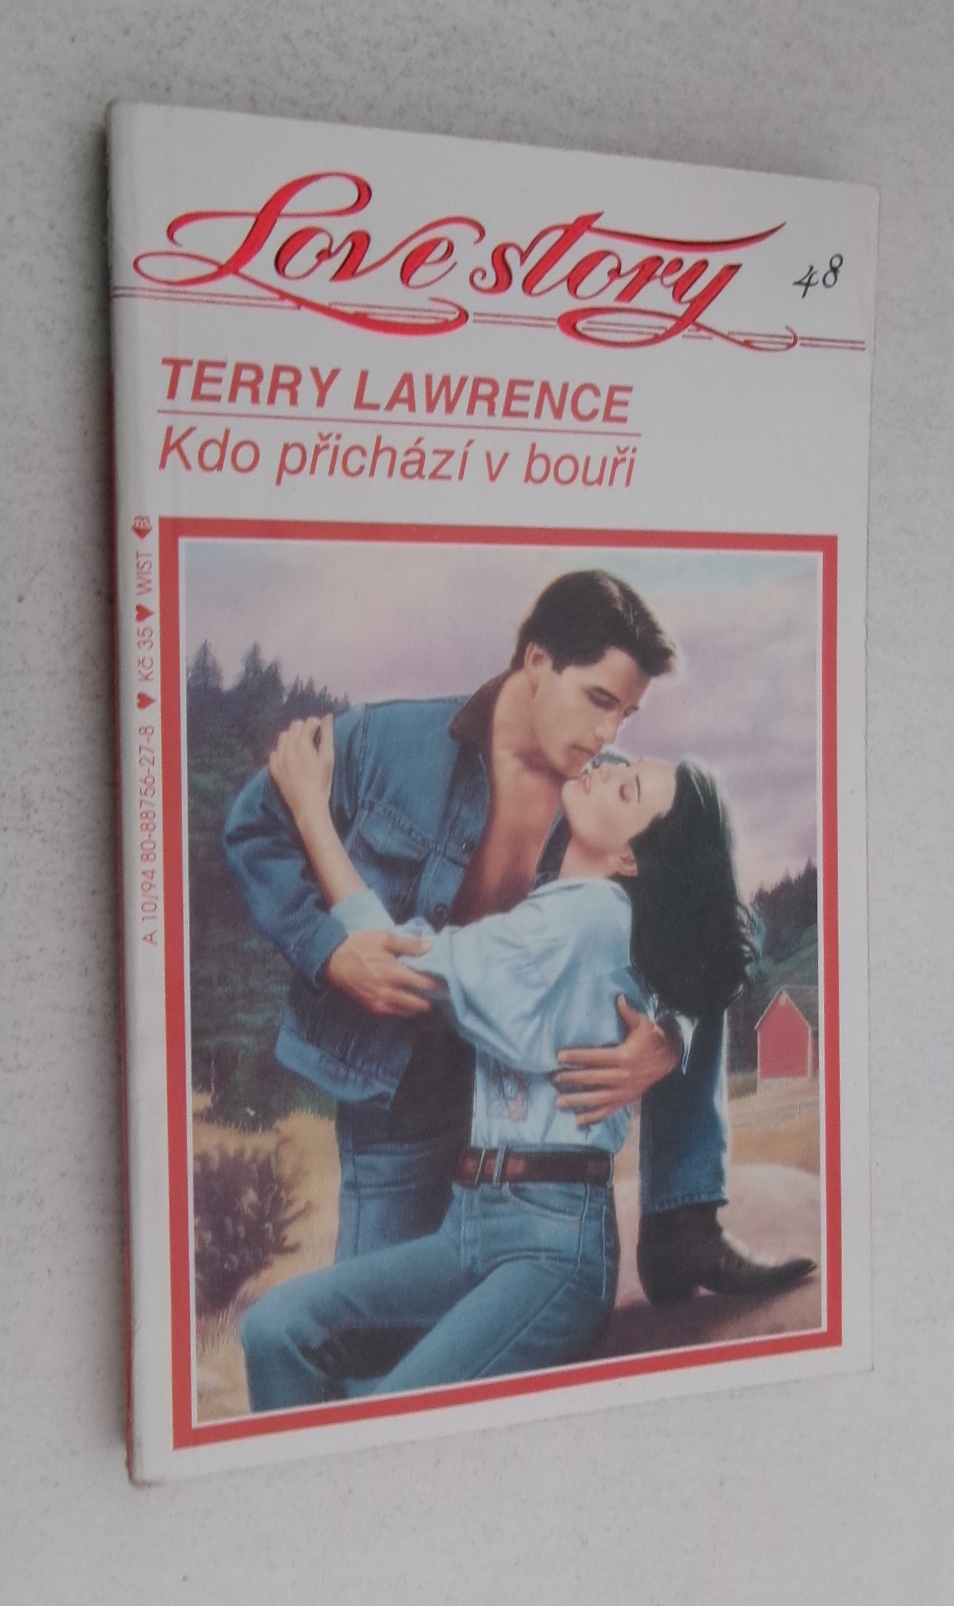 Love story
48
TERRY LAWRENCE
Kdo přichází v bouři
A 10/94 80-88756-27-8 ♥ Kč 35 ♥ WIST